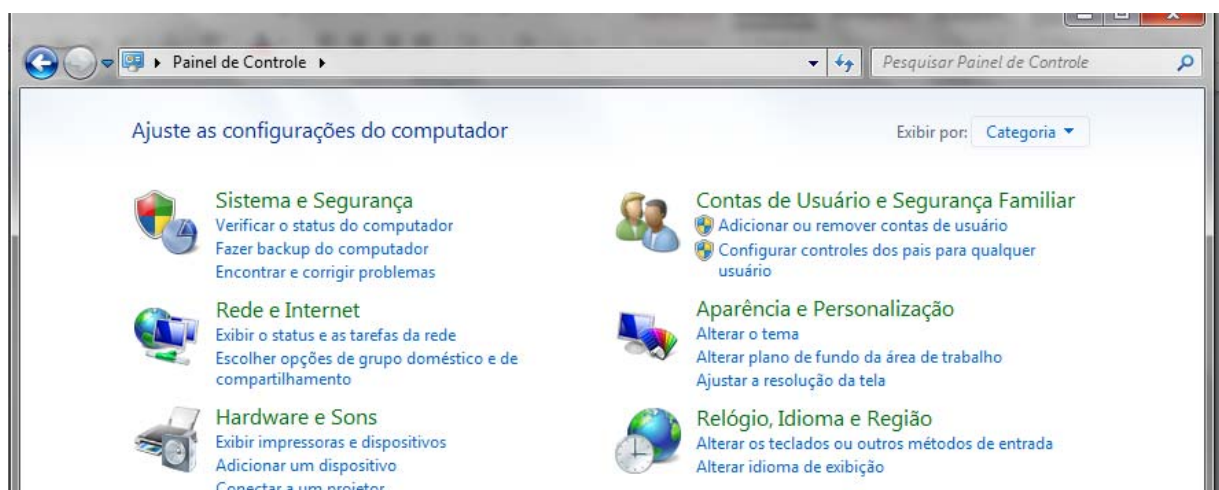 Painel de Controle
Pesquisar Painel de Controle
Ajuste as configurações do computador
Exibir por: Categoria
Sistema e Segurança
Verificar o status do computador
Fazer backup do computador
Encontrar e corrigir problemas
Rede e Internet
Exibir o status e as tarefas da rede
Escolher opções de grupo doméstico e de
compartilhamento
Hardware e Sons
Exibir impressoras e dispositivos
Adicionar um dispositivo
Conectar a um projetor
Contas de Usuário e Segurança Familiar
Adicionar ou remover contas de usuário
Configurar controles dos pais para qualquer
usuário
Aparência e Personalização
Alterar o tema
Alterar plano de fundo da área de trabalho
Ajustar a resolução da tela
Relógio, Idioma e Região
Alterar os teclados ou outros métodos de entrada
Alterar idioma de exibição